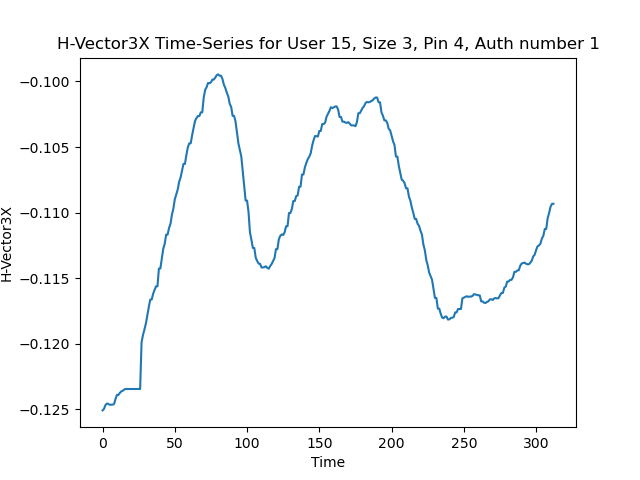 H-Vector3X Time-Series for User 15, Size 3, Pin 4, Auth number 1
−0.100
−0.105
−0.110
−0.115
−0.120
−0.125
H-Vector3X
0 50 100 150 200 250 300
Time